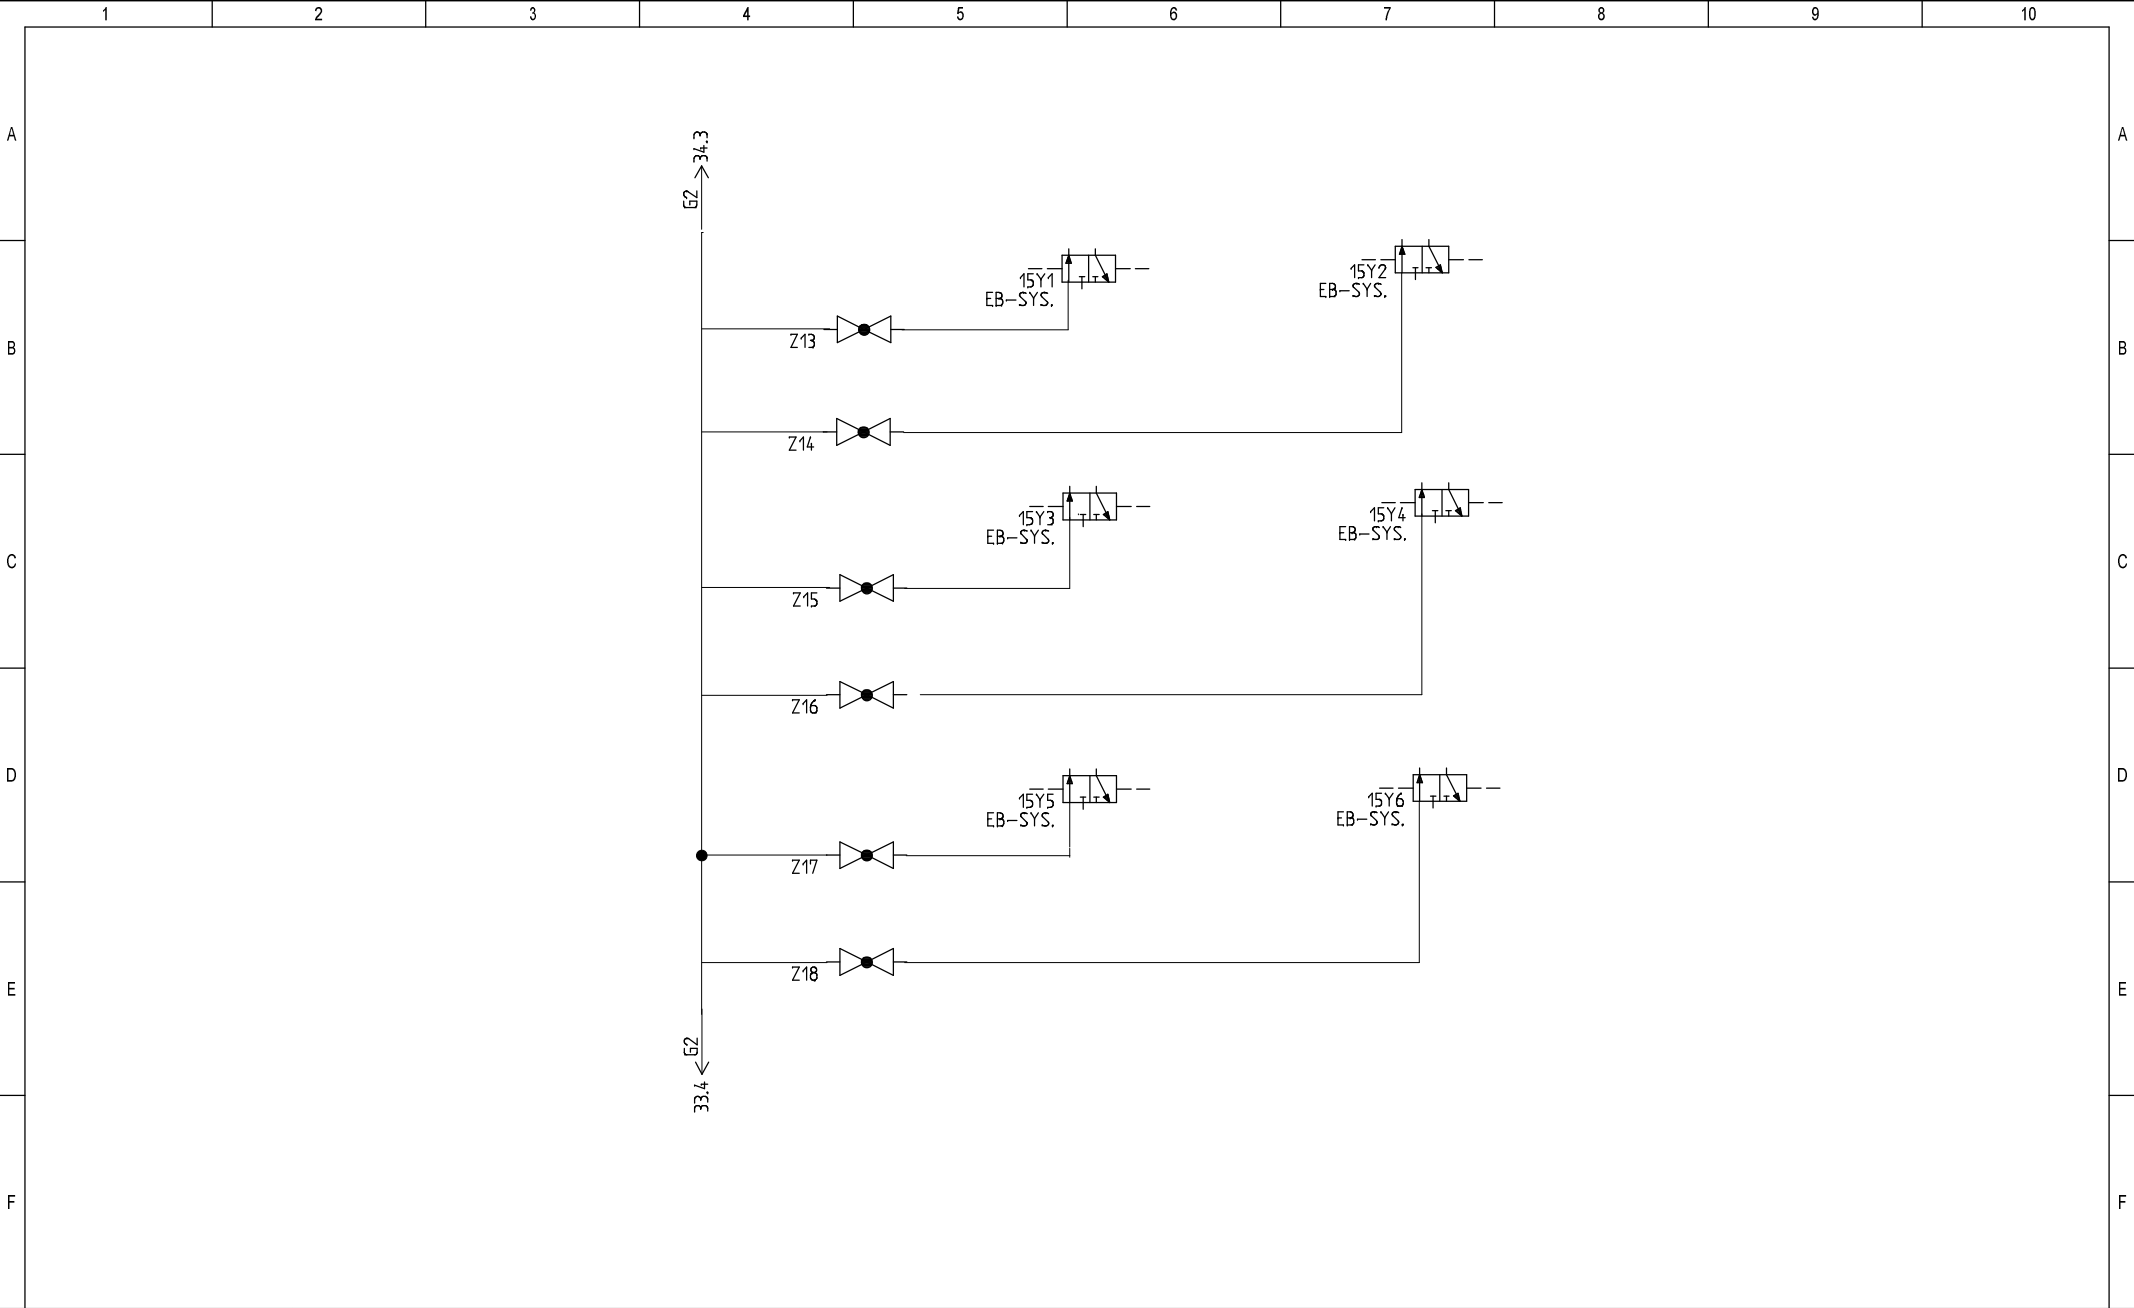 1 2 3 4 5 6 7 8 9 10
A A
34.3
G2
15Y1
EB-SYS.
15Y2
EB-SYS.
Z13
B B
Z14
15Y3
EB-SYS.
15Y4
EB-SYS.
C C
Z15
Z16
D D
15Y5
EB-SYS.
15Y6
EB-SYS.
Z17
Z18
E E
G2
33.4
F F